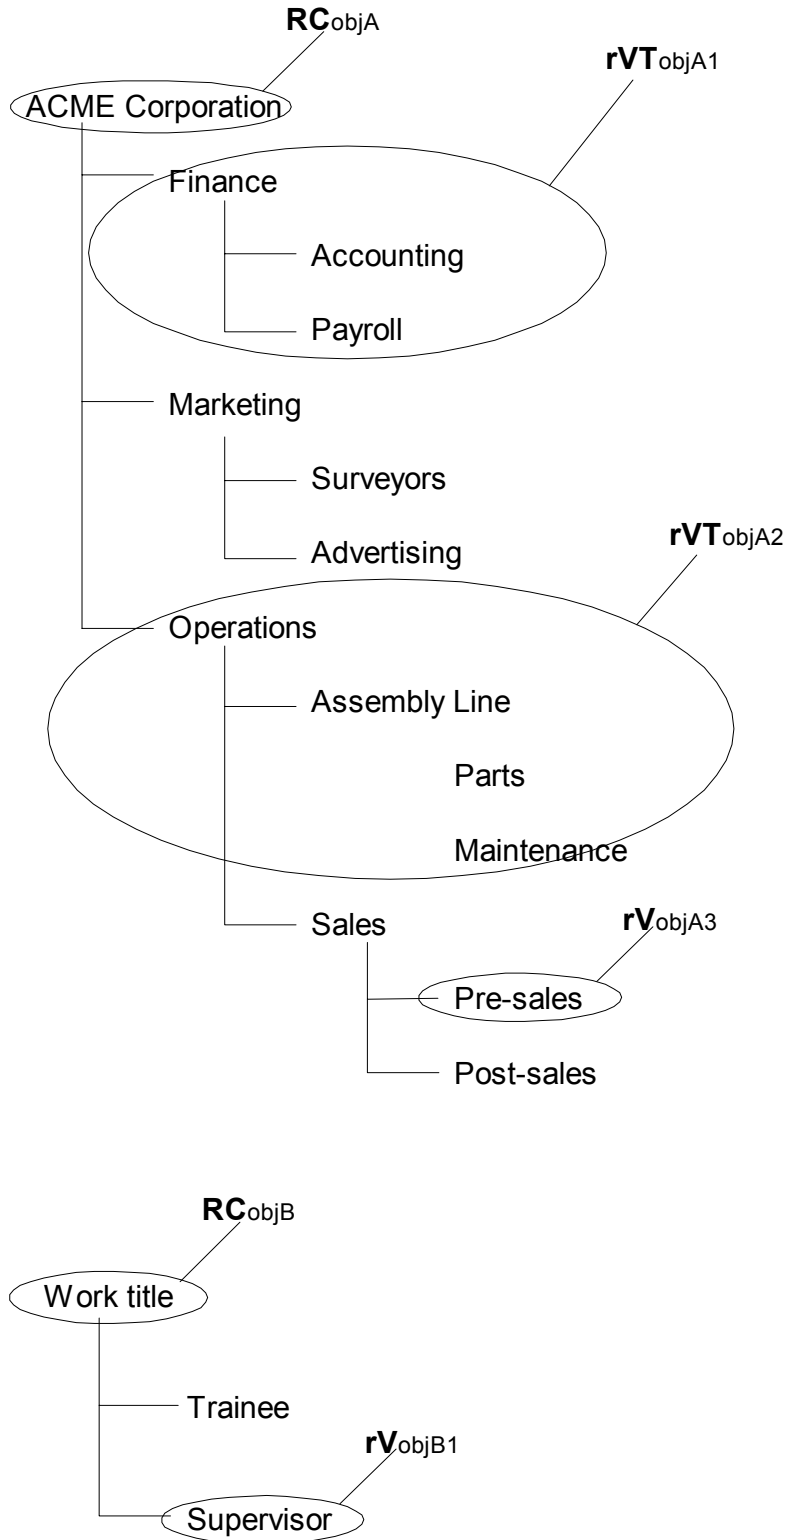 RCobjA
rVTobjA1
ACME Corporation
Finance
Accounting
Payroll
Marketing
Surveyors
Advertising
rVTobjA2
Operations
Assembly Line
Parts
Maintenance
Sales
rVobjA3
Pre-sales
Post-sales
RCobjB
Work title
Trainee
rVobjB1
Supervisor